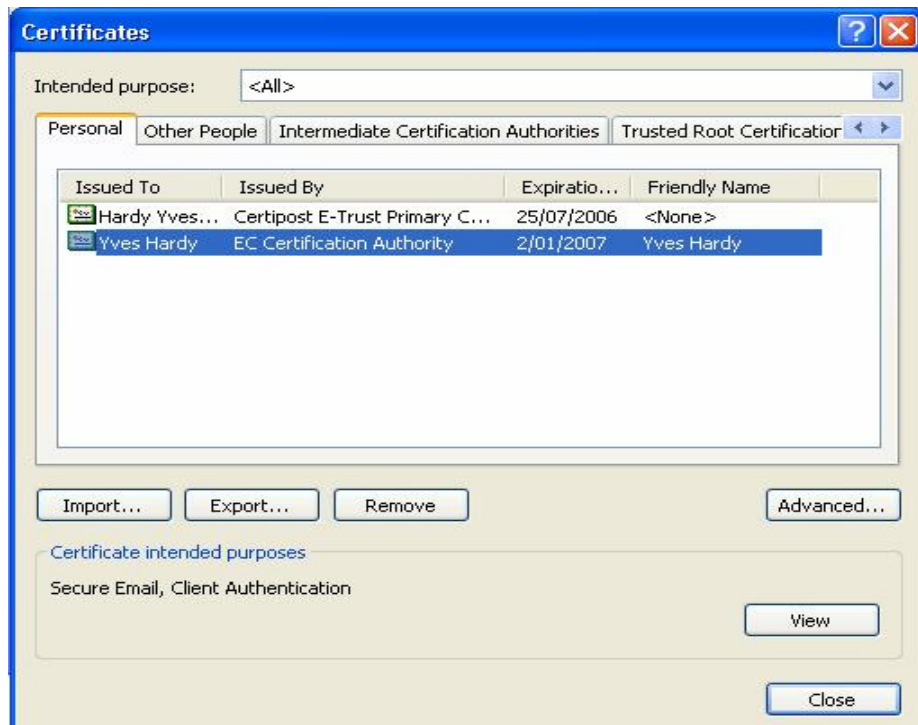 Certificates
Intended purpose: <All>
Personal Other People Intermediate Certification Authorities Trusted Root Certification
Issued To Issued By Expiratio... Friendly Name
Hardy Yves... Certipost E-Trust Primary C... 25/07/2006 <None>
Yves Hardy EC Certification Authority 2/01/2007 Yves Hardy
Import... Export... Remove Advanced...
Certificate intended purposes
Secure Email, Client Authentication
View
Close